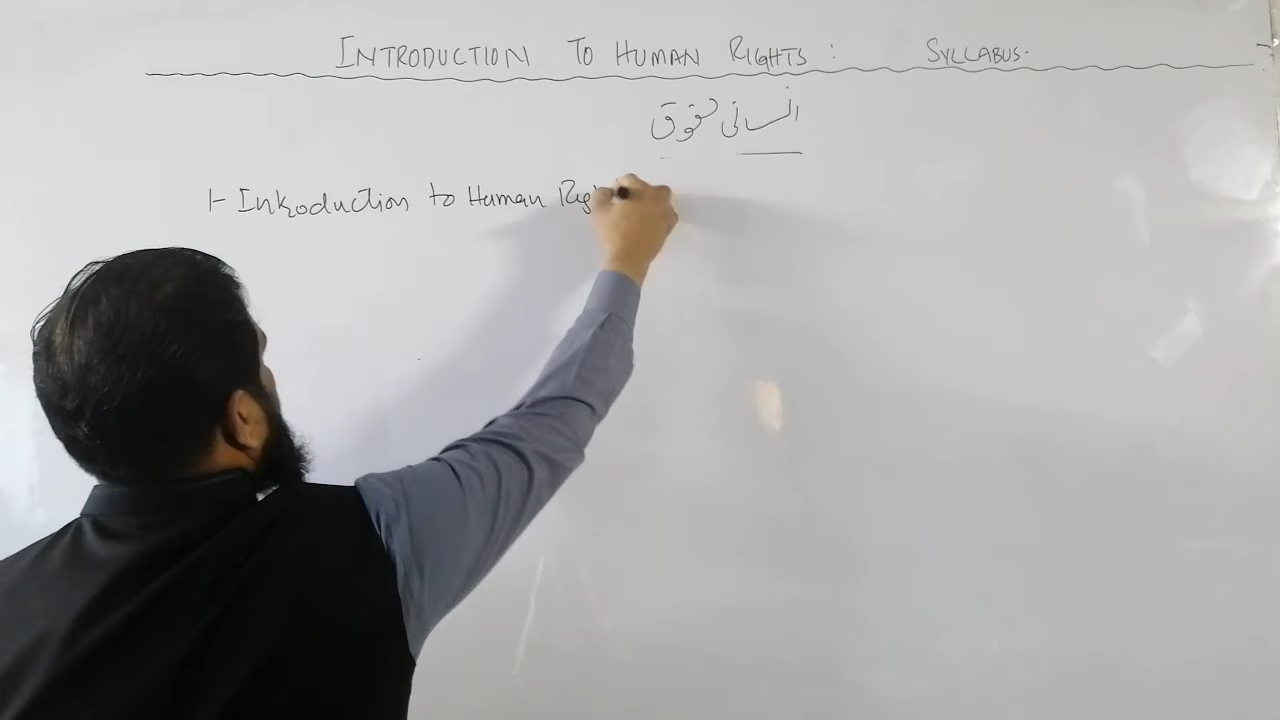 INTRODUCTION TO HUMAN RIGHTS : SYLLABUS.
انسانی حقوق
1- Introduction to Human Rig